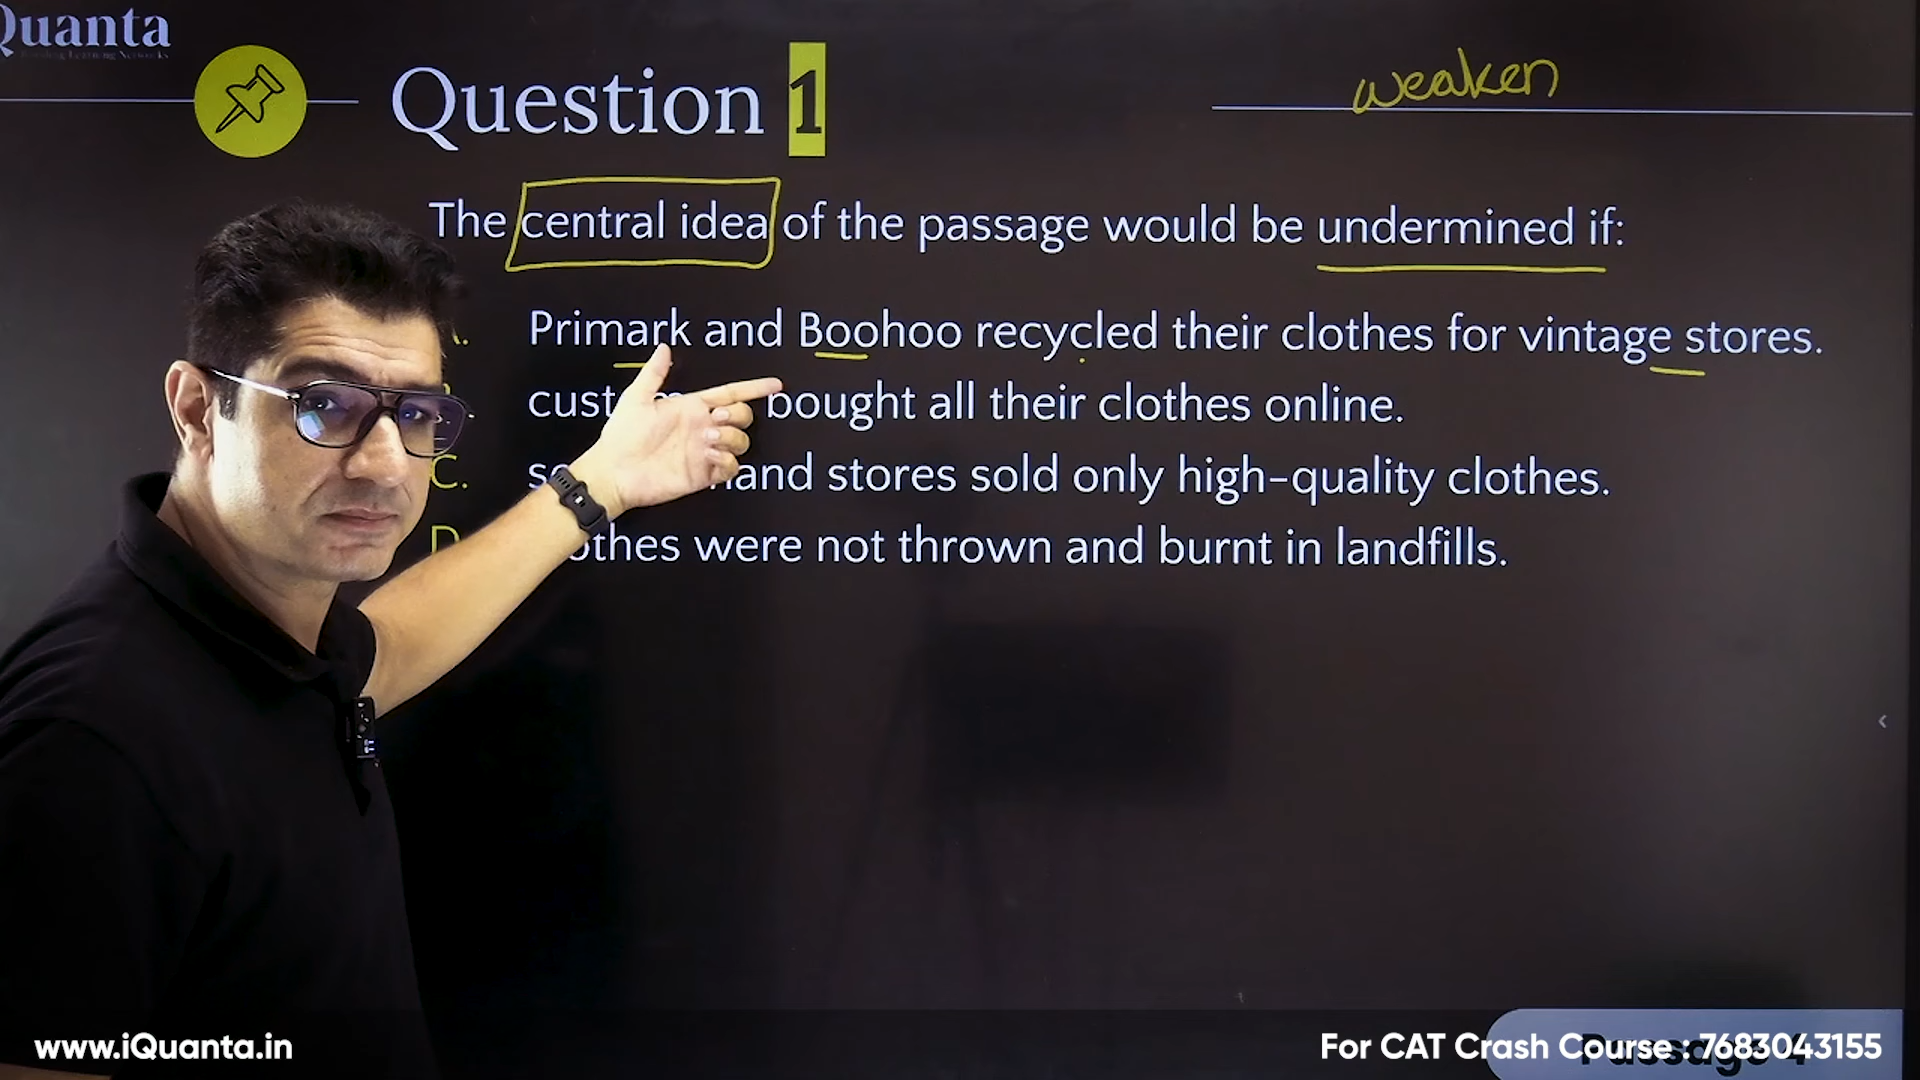 Quanta
Question 1
weaken
The central idea of the passage would be undermined if:
Primark and Boohoo recycled their clothes for vintage stores.
bought all their clothes online.
C. stores sold only high-quality clothes.
D. were not thrown and burnt in landfills.
www.iQuanta.in
For CAT Crash Course : 7683043155